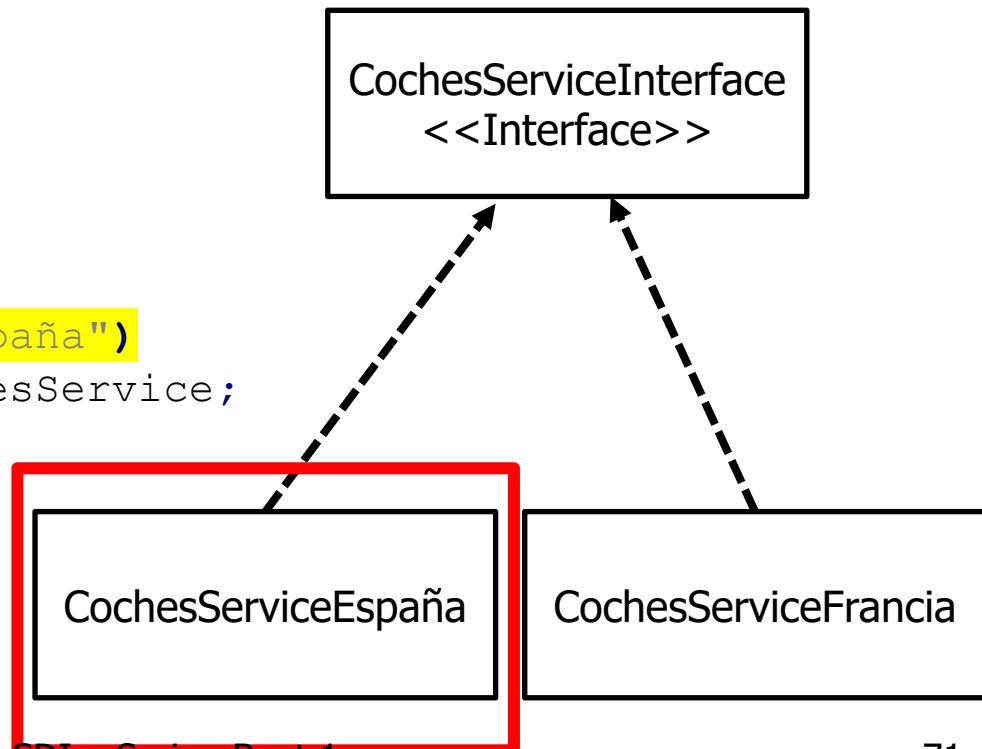 CochesServiceInterface
<<Interface>>
paña")
esService;
CochesServiceEspaña
CochesServiceFrancia
71